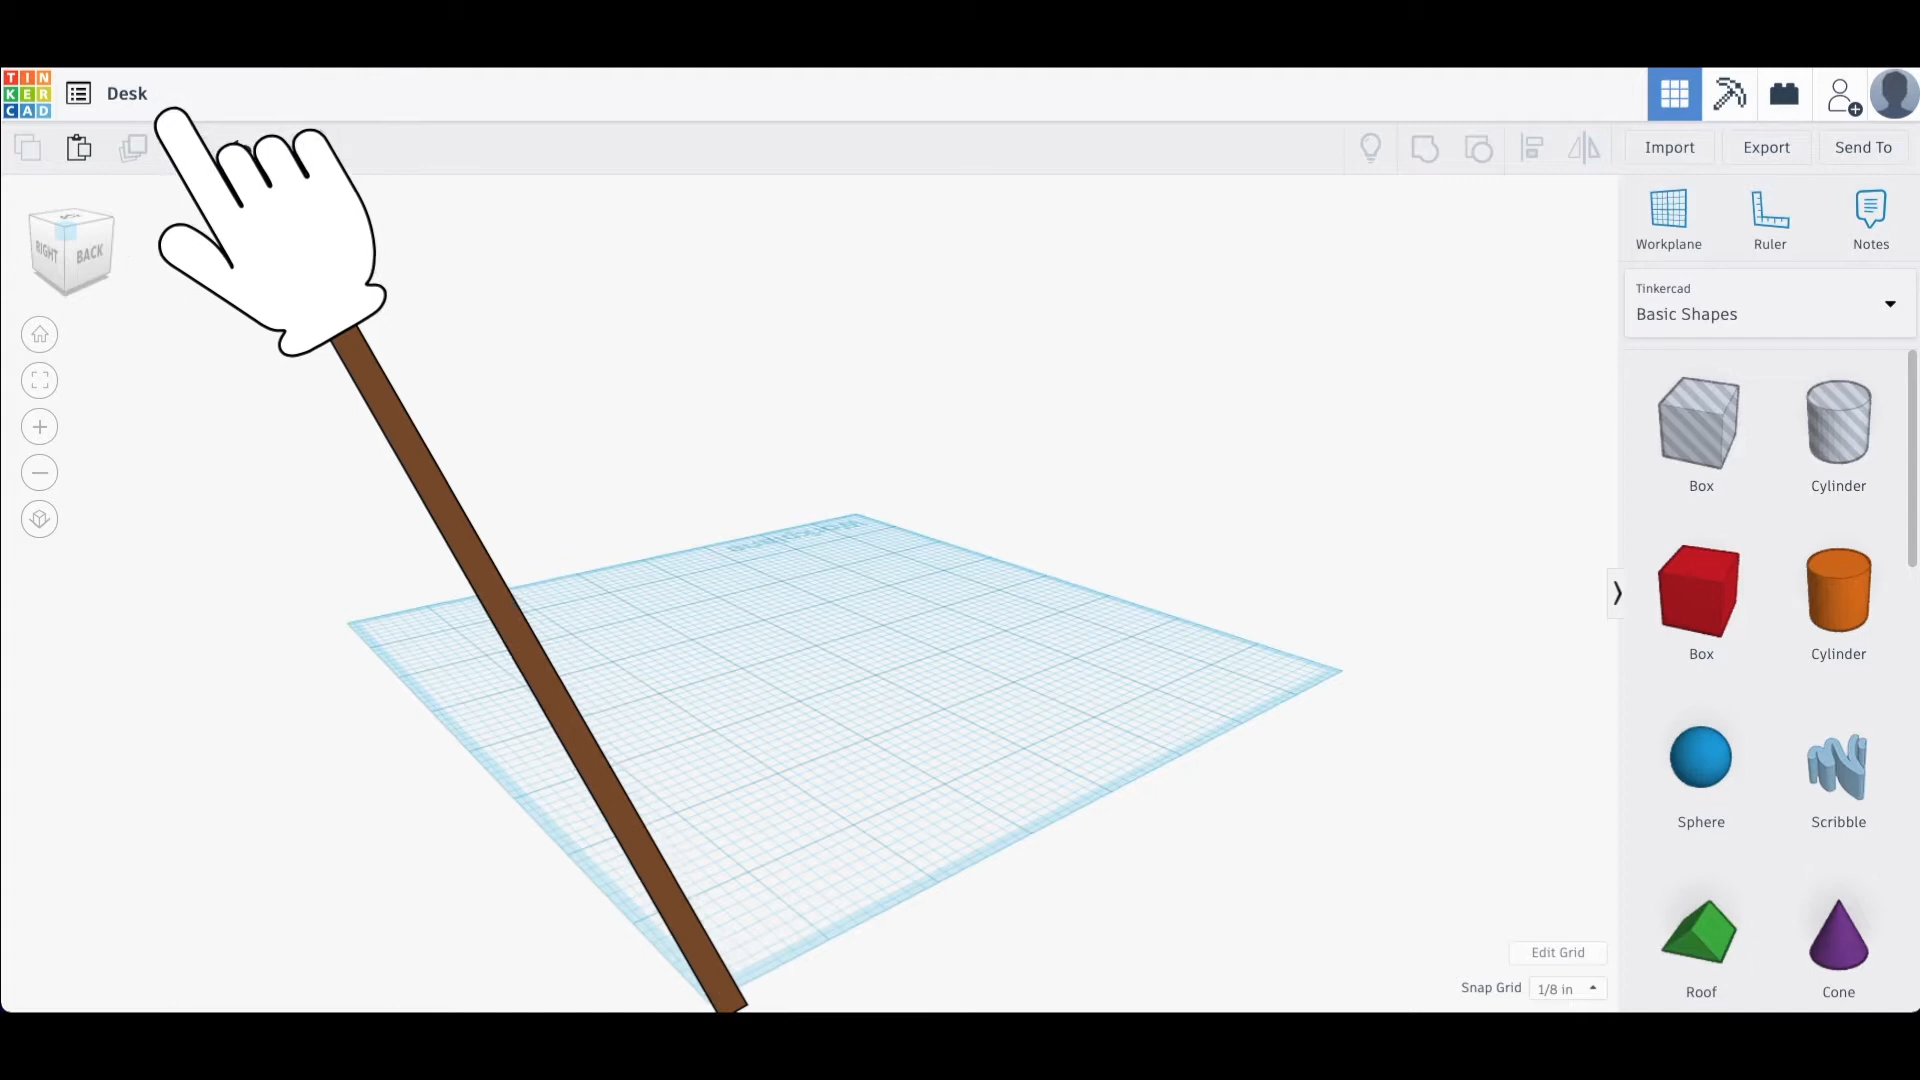 TIN
KER
CAD
Desk
Import
Export
Send To
RIGHT
BACK
Workplane
Ruler
Notes
Tinkercad
Basic Shapes
Box
Cylinder
Box
Cylinder
Sphere
Scribble
Workplane
Edit Grid
Snap Grid
1/8 in
Roof
Cone